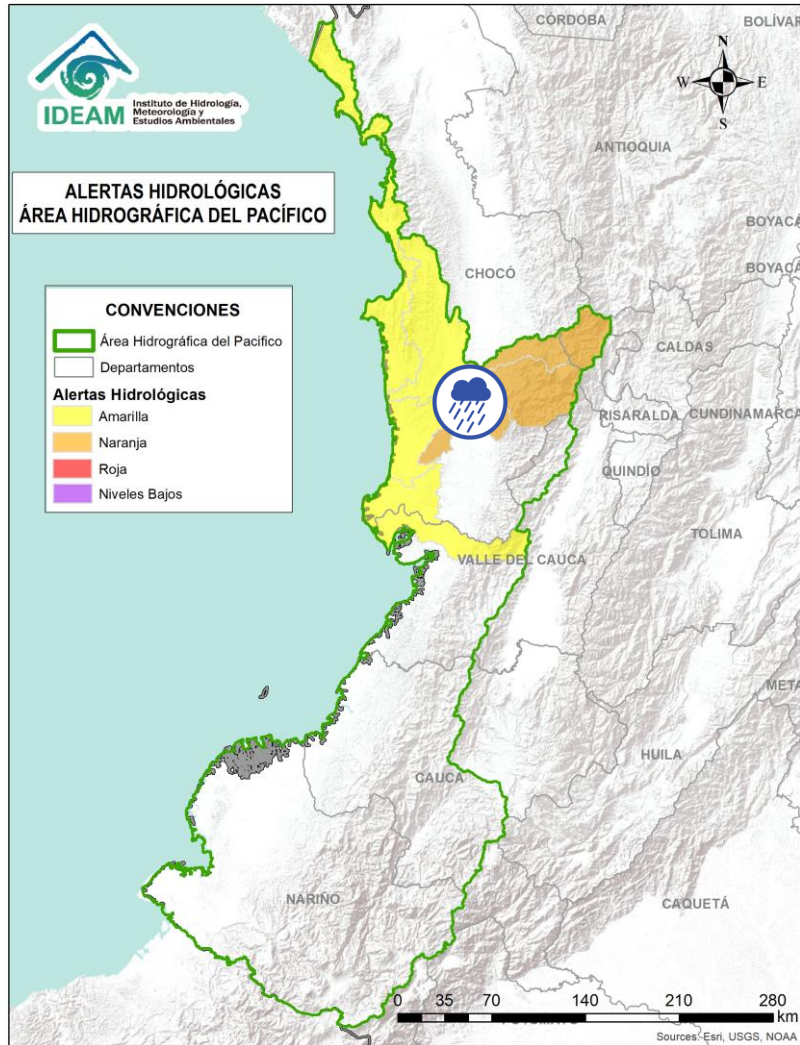 CÓRDOBA
BOLÍVAR
N
W
E
S
IDEAM
Instituto de Hidrología,
Meteorología y
Estudios Ambientales
ANTIOQUIA
ALERTAS HIDROLÓGICAS
ÁREA HIDROGRÁFICA DEL PACÍFICO
BOYACÁ
BOYACÁ
CHOCÓ
CONVENCIONES
Área Hidrográfica del Pacifico
Departamentos
Alertas Hidrológicas
Amarilla
Naranja
Roja
Niveles Bajos
CALDAS
RISARALDA
CUNDINAMARCA
QUINDÍO
TOLIMA
VALLE DEL CAUCA
META
HUILA
CAUCA
NARIÑO
CAQUETÁ
0 35 70 140 210 280
km
Sources: Esri, USGS, NOAA